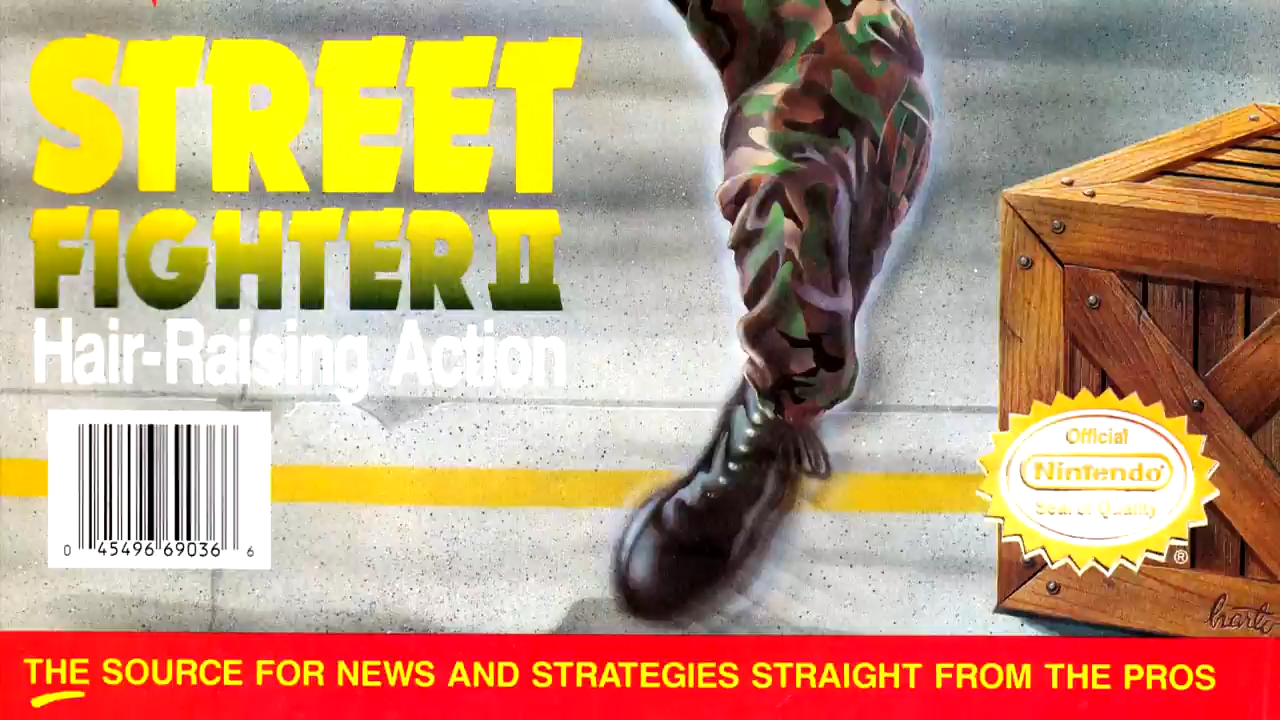 STREET
FIGHTER II
Hair-Raising Action
0 45496 69036 6
Official
Nintendo®
Seal of Quality
®
THE SOURCE FOR NEWS AND STRATEGIES STRAIGHT FROM THE PROS